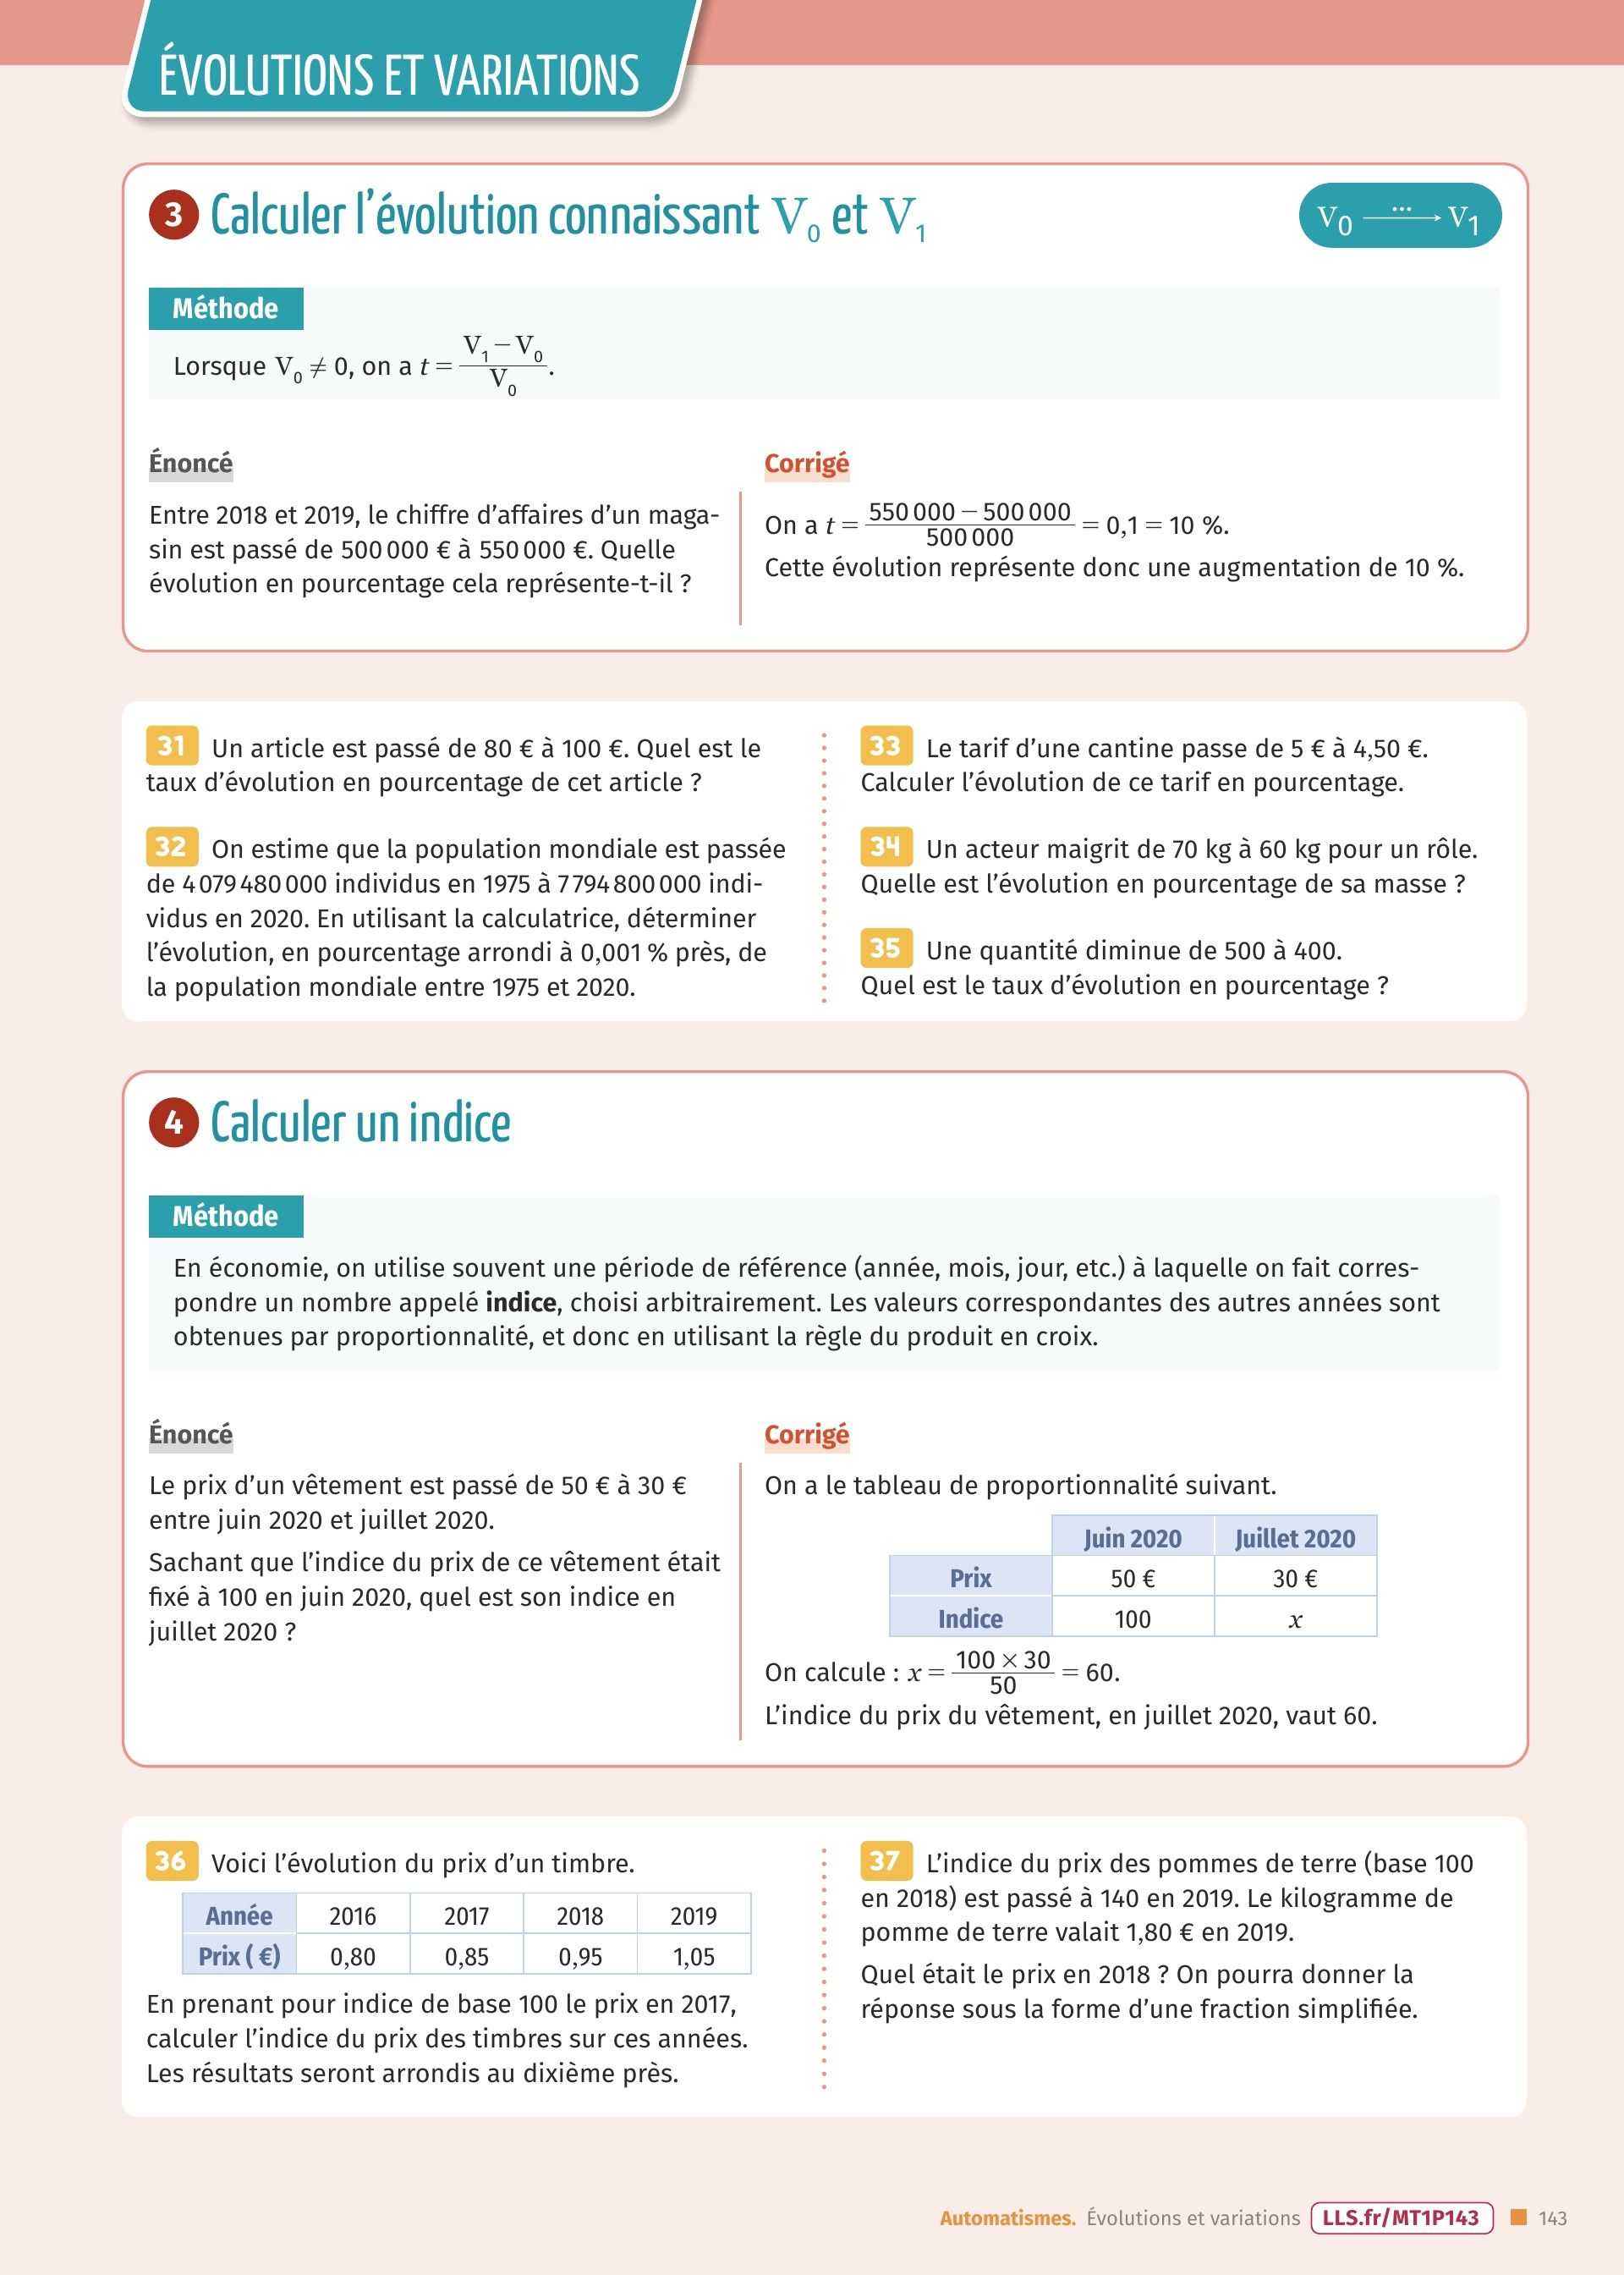 ÉVOLUTIONS ET VARIATIONS
3 Calculer l'évolution connaissant V₀ et V₁
V₀ ...→ V₁
Méthode
Lorsque V₀ ≠ 0, on a t = (V₁ − V₀)/V₀.
Énoncé
Entre 2018 et 2019, le chiffre d'affaires d'un maga-
sin est passé de 500 000 € à 550 000 €. Quelle
évolution en pourcentage cela représente-t-il ?
Corrigé
On a t = (550 000 − 500 000)/500 000 = 0,1 = 10 %.
Cette évolution représente donc une augmentation de 10 %.
31 Un article est passé de 80 € à 100 €. Quel est le
taux d'évolution en pourcentage de cet article ?
32 On estime que la population mondiale est passée
de 4 079 480 000 individus en 1975 à 7 794 800 000 indi-
vidus en 2020. En utilisant la calculatrice, déterminer
l'évolution, en pourcentage arrondi à 0,001 % près, de
la population mondiale entre 1975 et 2020.
33 Le tarif d'une cantine passe de 5 € à 4,50 €.
Calculer l'évolution de ce tarif en pourcentage.
34 Un acteur maigrit de 70 kg à 60 kg pour un rôle.
Quelle est l'évolution en pourcentage de sa masse ?
35 Une quantité diminue de 500 à 400.
Quel est le taux d'évolution en pourcentage ?
4 Calculer un indice
Méthode
En économie, on utilise souvent une période de référence (année, mois, jour, etc.) à laquelle on fait corres-
pondre un nombre appelé indice, choisi arbitrairement. Les valeurs correspondantes des autres années sont
obtenues par proportionnalité, et donc en utilisant la règle du produit en croix.
Énoncé
Le prix d'un vêtement est passé de 50 € à 30 €
entre juin 2020 et juillet 2020.
Sachant que l'indice du prix de ce vêtement était
fixé à 100 en juin 2020, quel est son indice en
juillet 2020 ?
Corrigé
On a le tableau de proportionnalité suivant.
Juin 2020 Juillet 2020
Prix 50 € 30 €
Indice 100 x
On calcule : x = (100 × 30)/50 = 60.
L'indice du prix du vêtement, en juillet 2020, vaut 60.
36 Voici l'évolution du prix d'un timbre.
Année 2016 2017 2018 2019
Prix ( €) 0,80 0,85 0,95 1,05
En prenant pour indice de base 100 le prix en 2017,
calculer l'indice du prix des timbres sur ces années.
Les résultats seront arrondis au dixième près.
37 L'indice du prix des pommes de terre (base 100
en 2018) est passé à 140 en 2019. Le kilogramme de
pomme de terre valait 1,80 € en 2019.
Quel était le prix en 2018 ? On pourra donner la
réponse sous la forme d'une fraction simplifiée.
Automatismes. Évolutions et variations LLS.fr/MT1P143 143